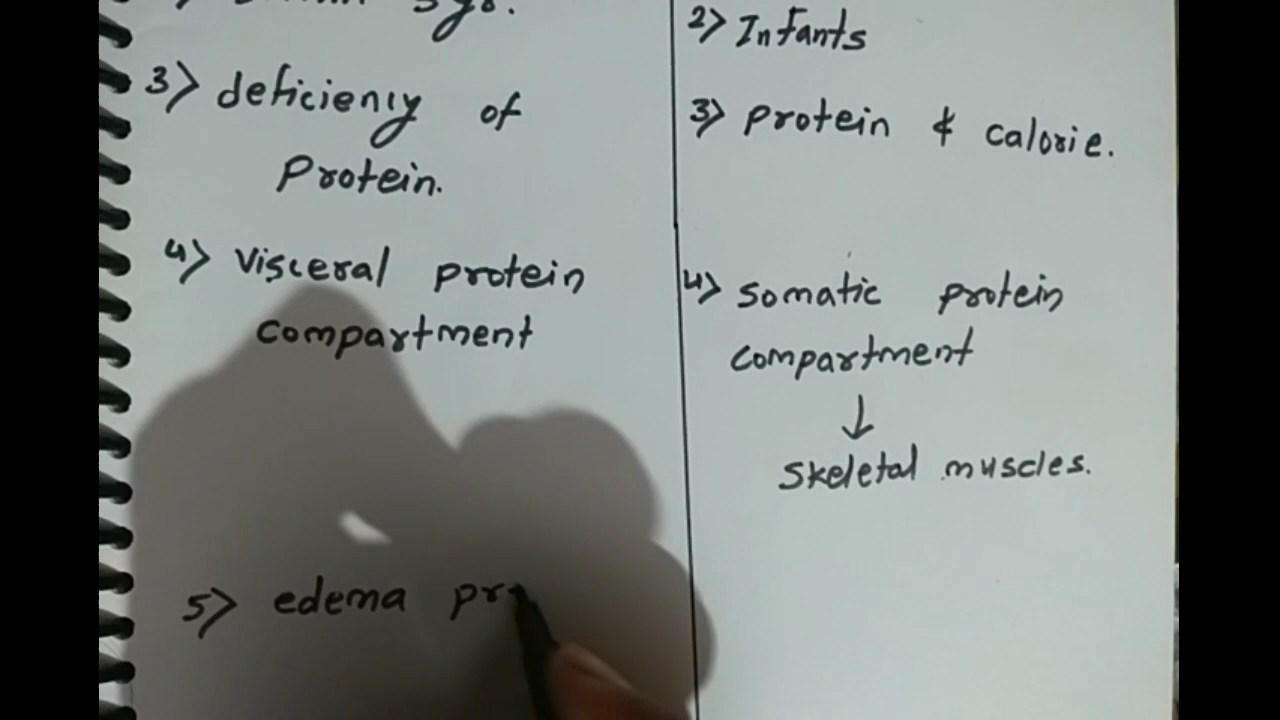 3> deficiency of
Protein.
4> Visceral protein
compartment
5> edema pr
2> Infants
3> protein & calorie.
4> somatic protein
compartment
↓
skeletal muscles.